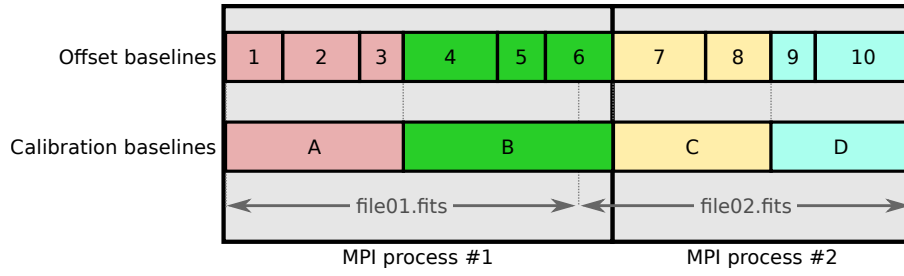 Offset baselines 1 2 3 4 5 6 7 8 9 10
Calibration baselines A B C D
file01.fits file02.fits
MPI process #1 MPI process #2